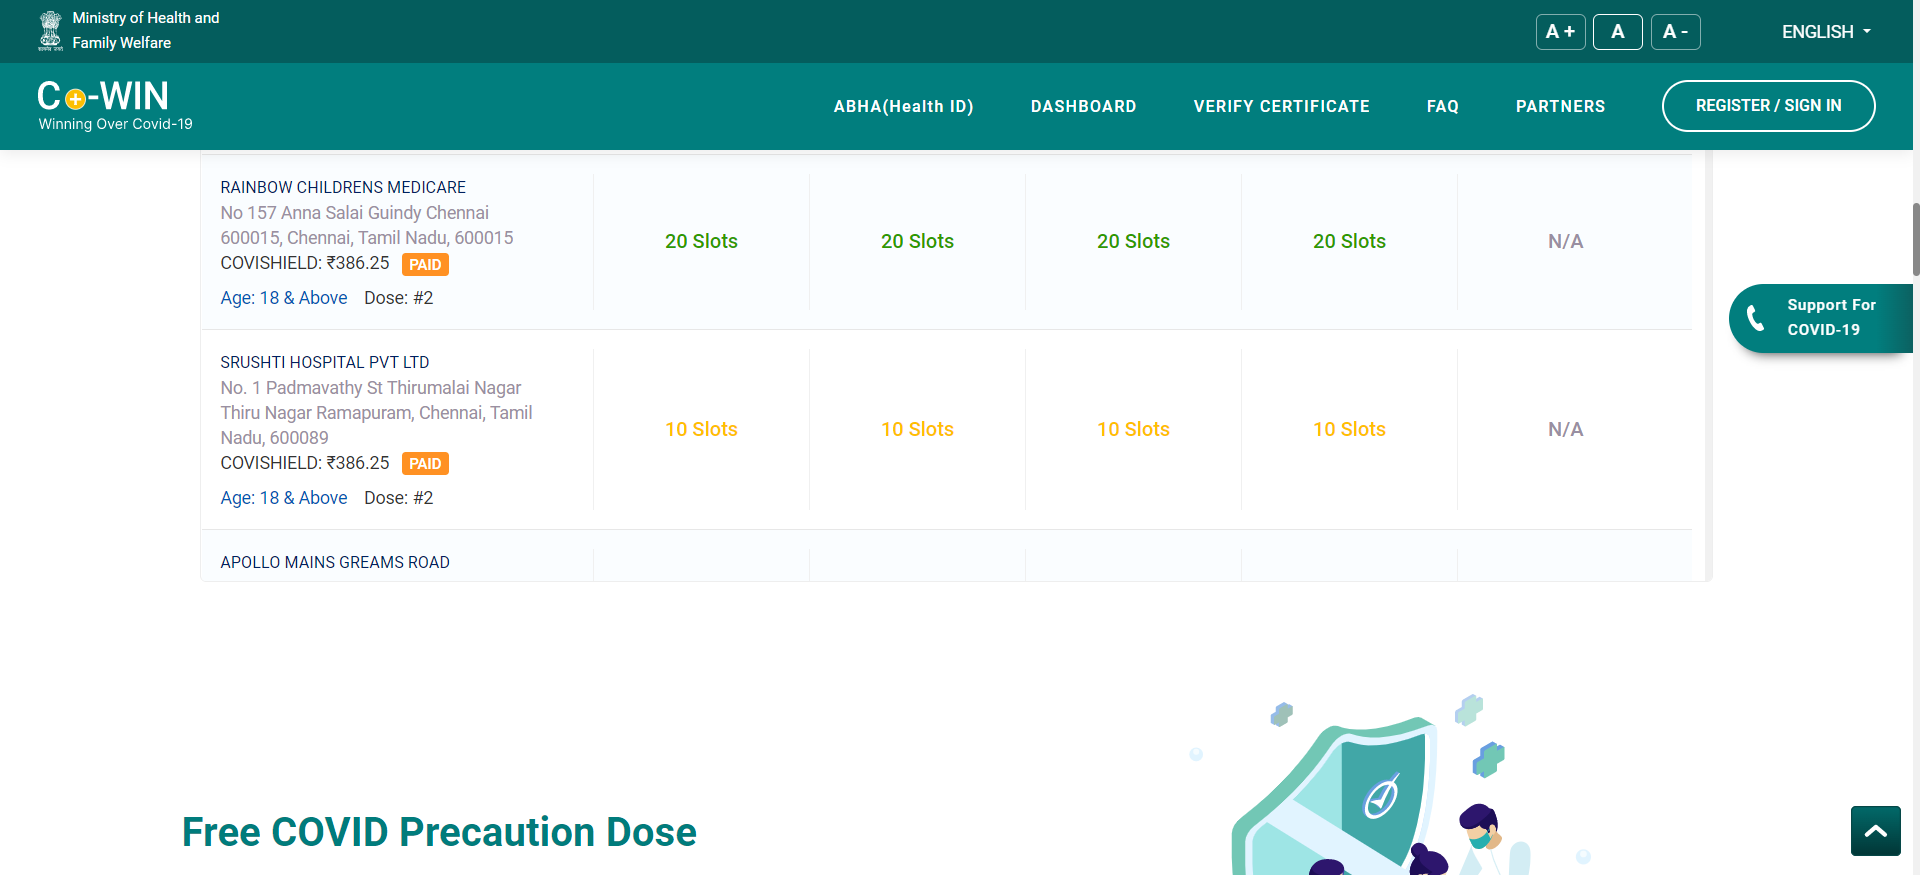 Ministry of Health and
Family Welfare
A + A A - ENGLISH
CO-WIN
Winning Over Covid-19
ABHA(Health ID) DASHBOARD VERIFY CERTIFICATE FAQ PARTNERS REGISTER / SIGN IN
RAINBOW CHILDRENS MEDICARE
No 157 Anna Salai Guindy Chennai
600015, Chennai, Tamil Nadu, 600015
COVISHIELD: ₹386.25 PAID
Age: 18 & Above Dose: #2
20 Slots 20 Slots 20 Slots 20 Slots N/A
Support For
COVID-19
SRUSHTI HOSPITAL PVT LTD
No. 1 Padmavathy St Thirumalai Nagar
Thiru Nagar Ramapuram, Chennai, Tamil
Nadu, 600089
COVISHIELD: ₹386.25 PAID
Age: 18 & Above Dose: #2
10 Slots 10 Slots 10 Slots 10 Slots N/A
APOLLO MAINS GREAMS ROAD
Free COVID Precaution Dose